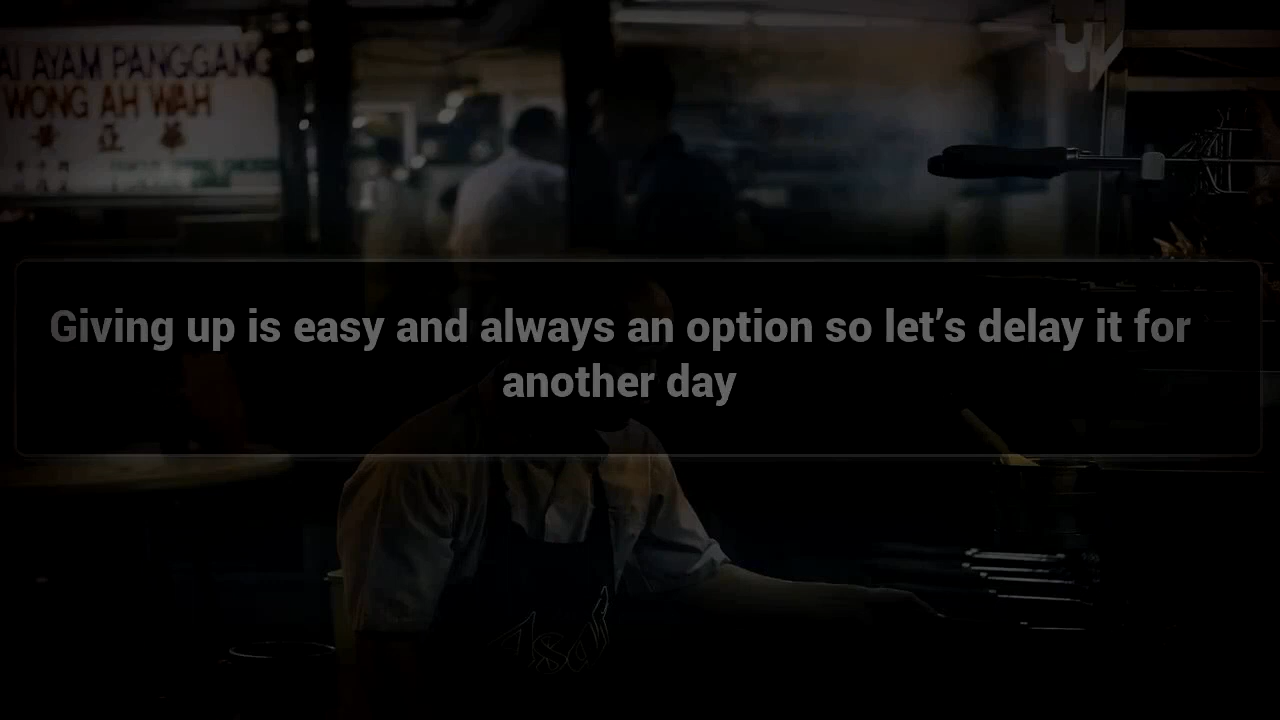 AI AYAM PANGGANG
WONG AH WAH
Giving up is easy and always an option so let’s delay it for
another day